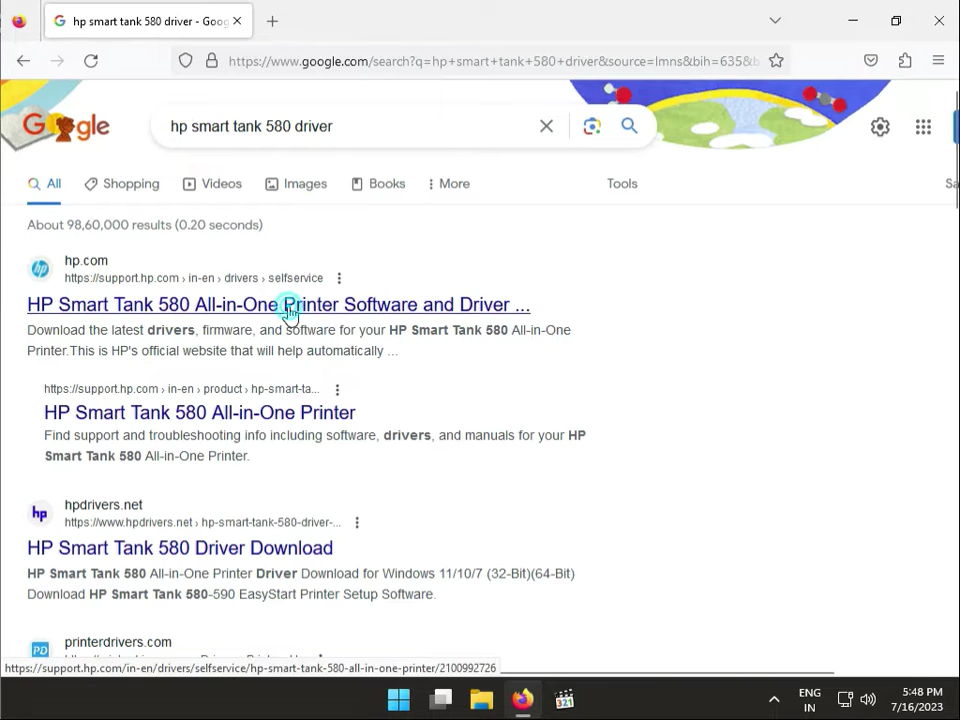 hp smart tank 580 driver - Goog
https://www.google.com/search?q=hp+smart+tank+580+driver&source=lmns&bih=635&b
Google
hp smart tank 580 driver
All
Shopping
Videos
Images
Books
More
Tools
Sa
About 98,60,000 results (0.20 seconds)
hp.com
https://support.hp.com › in-en › drivers › selfservice
HP Smart Tank 580 All-in-One Printer Software and Driver ...
Download the latest drivers, firmware, and software for your HP Smart Tank 580 All-in-One
Printer.This is HP's official website that will help automatically ...
https://support.hp.com › in-en › product › hp-smart-ta...
HP Smart Tank 580 All-in-One Printer
Find support and troubleshooting info including software, drivers, and manuals for your HP
Smart Tank 580 All-in-One Printer.
hp
hpdrivers.net
https://www.hpdrivers.net › hp-smart-tank-580-driver-...
HP Smart Tank 580 Driver Download
HP Smart Tank 580 All-in-One Printer Driver Download for Windows 11/10/7 (32-Bit)(64-Bit)
Download HP Smart Tank 580-590 EasyStart Printer Setup Software.
PD
printerdrivers.com
https://support.hp.com/in-en/drivers/selfservice/hp-smart-tank-580-all-in-one-printer/2100992726
321
ENG
IN
5:48 PM
7/16/2023